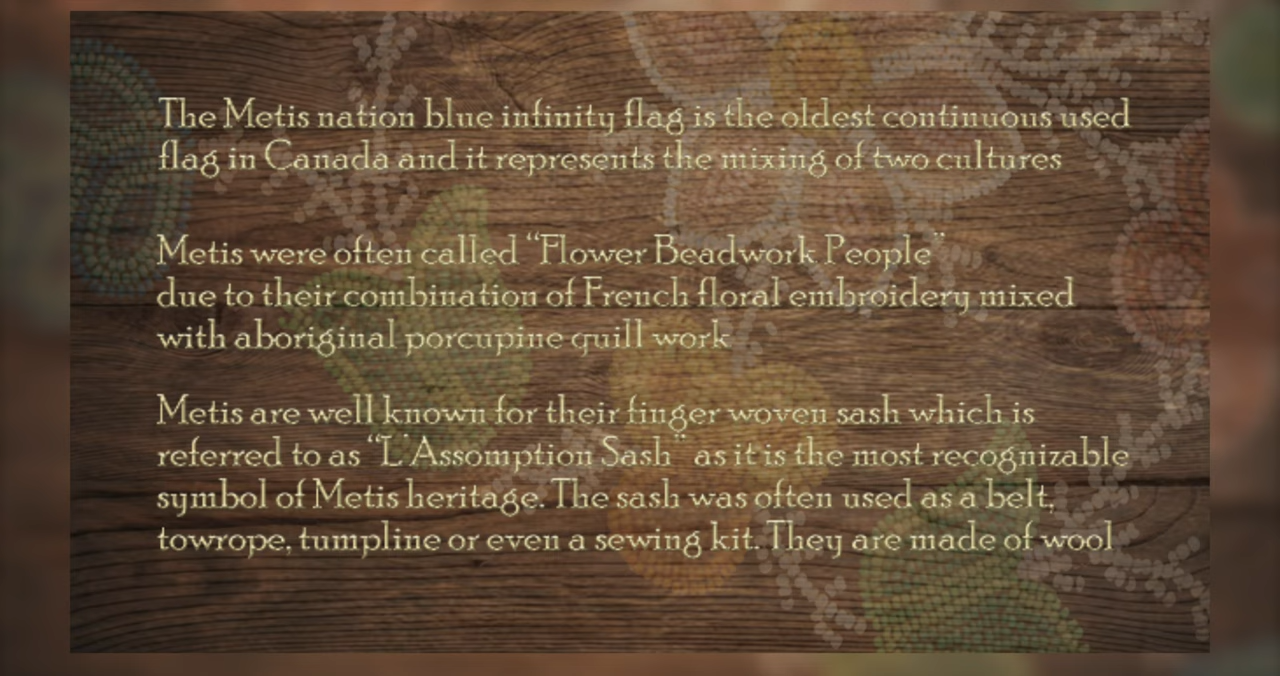 The Metis nation blue infinity flag is the oldest continuous used
flag in Canada and it represents the mixing of two cultures
Metis were often called “Flower Beadwork People”
due to their combination of French floral embroidery mixed
with aboriginal porcupine quill work
Metis are well known for their finger woven sash which is
referred to as “L'Assomption Sash” as it is the most recognizable
symbol of Metis heritage. The sash was often used as a belt,
towrope, tumpline or even a sewing kit. They are made of wool